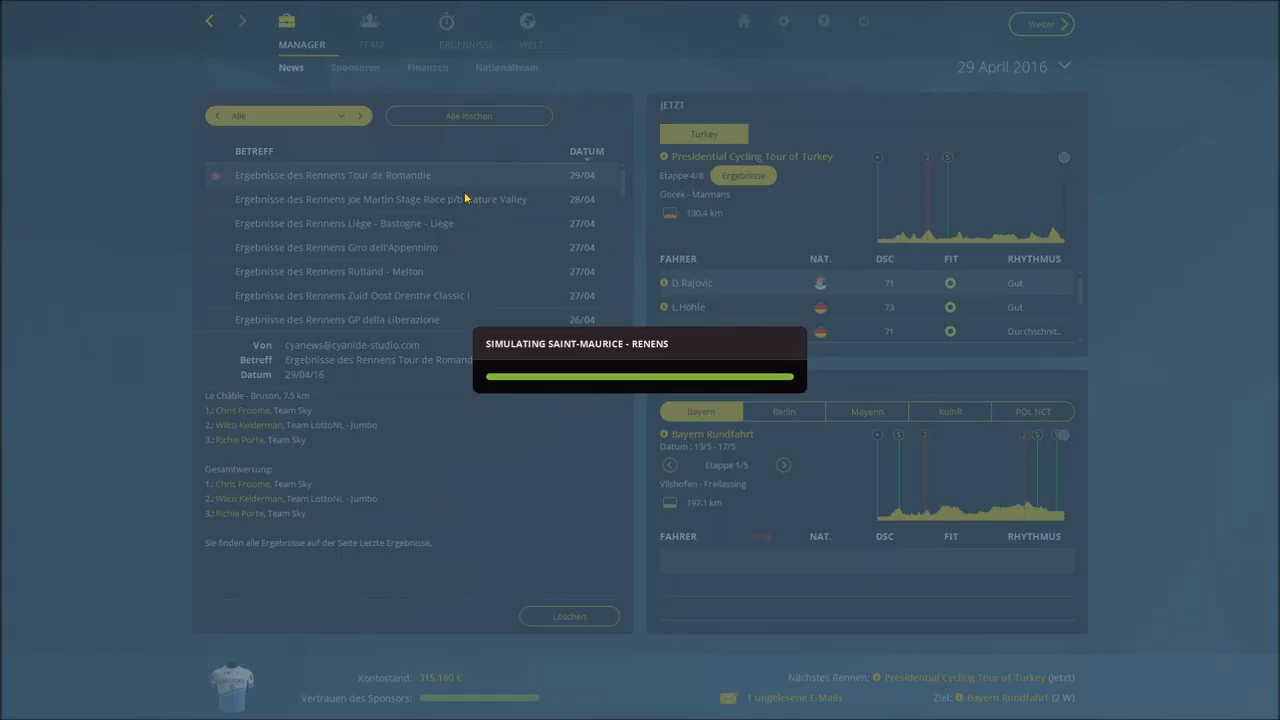 MANAGER
TEAM
ERGEBNISSE
WELT
Weiter
News
Sponsoren
Finanzen
Nationalteam
29 April 2016
Alle
Alle löschen
BETREFF
DATUM
Ergebnisse des Rennens Tour de Romandie
29/04
Ergebnisse des Rennens Joe Martin Stage Race p/b Nature Valley
28/04
Ergebnisse des Rennens Liège - Bastogne - Liège
27/04
Ergebnisse des Rennens Giro dell'Appennino
27/04
Ergebnisse des Rennens Rutland - Melton
27/04
Ergebnisse des Rennens Zuid Oost Drenthe Classic I
27/04
Ergebnisse des Rennens GP della Liberazione
26/04
Von cyanews@cyanide-studio.com
Betreff Ergebnisse des Rennens Tour de Romand
Datum 29/04/16
Le Châble - Bruson, 7.5 km
1.: Chris Froome, Team Sky
2.: Wilco Kelderman, Team LottoNL - Jumbo
3.: Richie Porte, Team Sky
Gesamtwertung:
1.: Chris Froome, Team Sky
2.: Wilco Kelderman, Team LottoNL - Jumbo
3.: Richie Porte, Team Sky
Sie finden alle Ergebnisse auf der Seite Letzte Ergebnisse.
Löschen
SIMULATING SAINT-MAURICE - RENENS
JETZT
Turkey
Presidential Cycling Tour of Turkey
Etappe 4/8
Ergebnisse
Gocek - Marmaris
130.4 km
2
S
FAHRER
NAT.
DSC
FIT
RHYTHMUS
D.Rajovic
71
Gut
L.Höhle
73
Gut
71
Durchschnit..
Bayern
Berlin
Mayenn
KolnR
POL NCT
Bayern Rundfahrt
Datum : 13/5 - 17/5
Etappe 1/5
Vilshofen - Freilassing
197.1 km
FAHRER
NAT.
DSC
FIT
RHYTHMUS
Kontostand: 315.160 €
Vertrauen des Sponsors:
Nächstes Rennen: Presidential Cycling Tour of Turkey (Jetzt)
1 ungelesene E-Mails
Ziel: Bayern Rundfahrt (2 W)